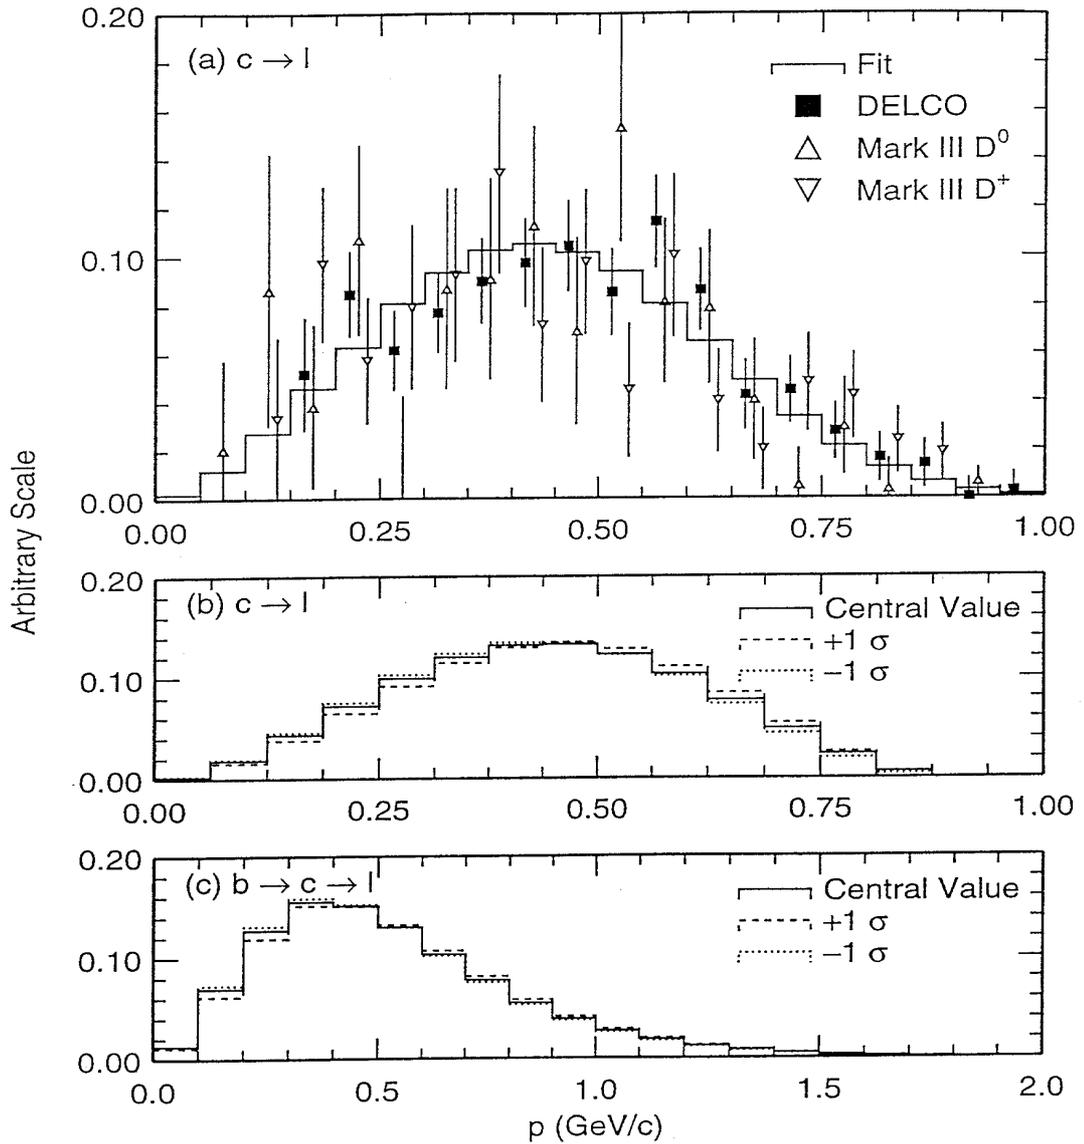 0.20
(a) c → l
Fit
DELCO
Mark III D⁰
Mark III D⁺
0.10
0.00
0.00 0.25 0.50 0.75 1.00
Arbitrary Scale
0.20
(b) c → l
Central Value
+1 σ
−1 σ
0.10
0.00
0.00 0.25 0.50 0.75 1.00
0.20
(c) b → c → l
Central Value
+1 σ
−1 σ
0.10
0.00
0.0 0.5 1.0 1.5 2.0
p (GeV/c)